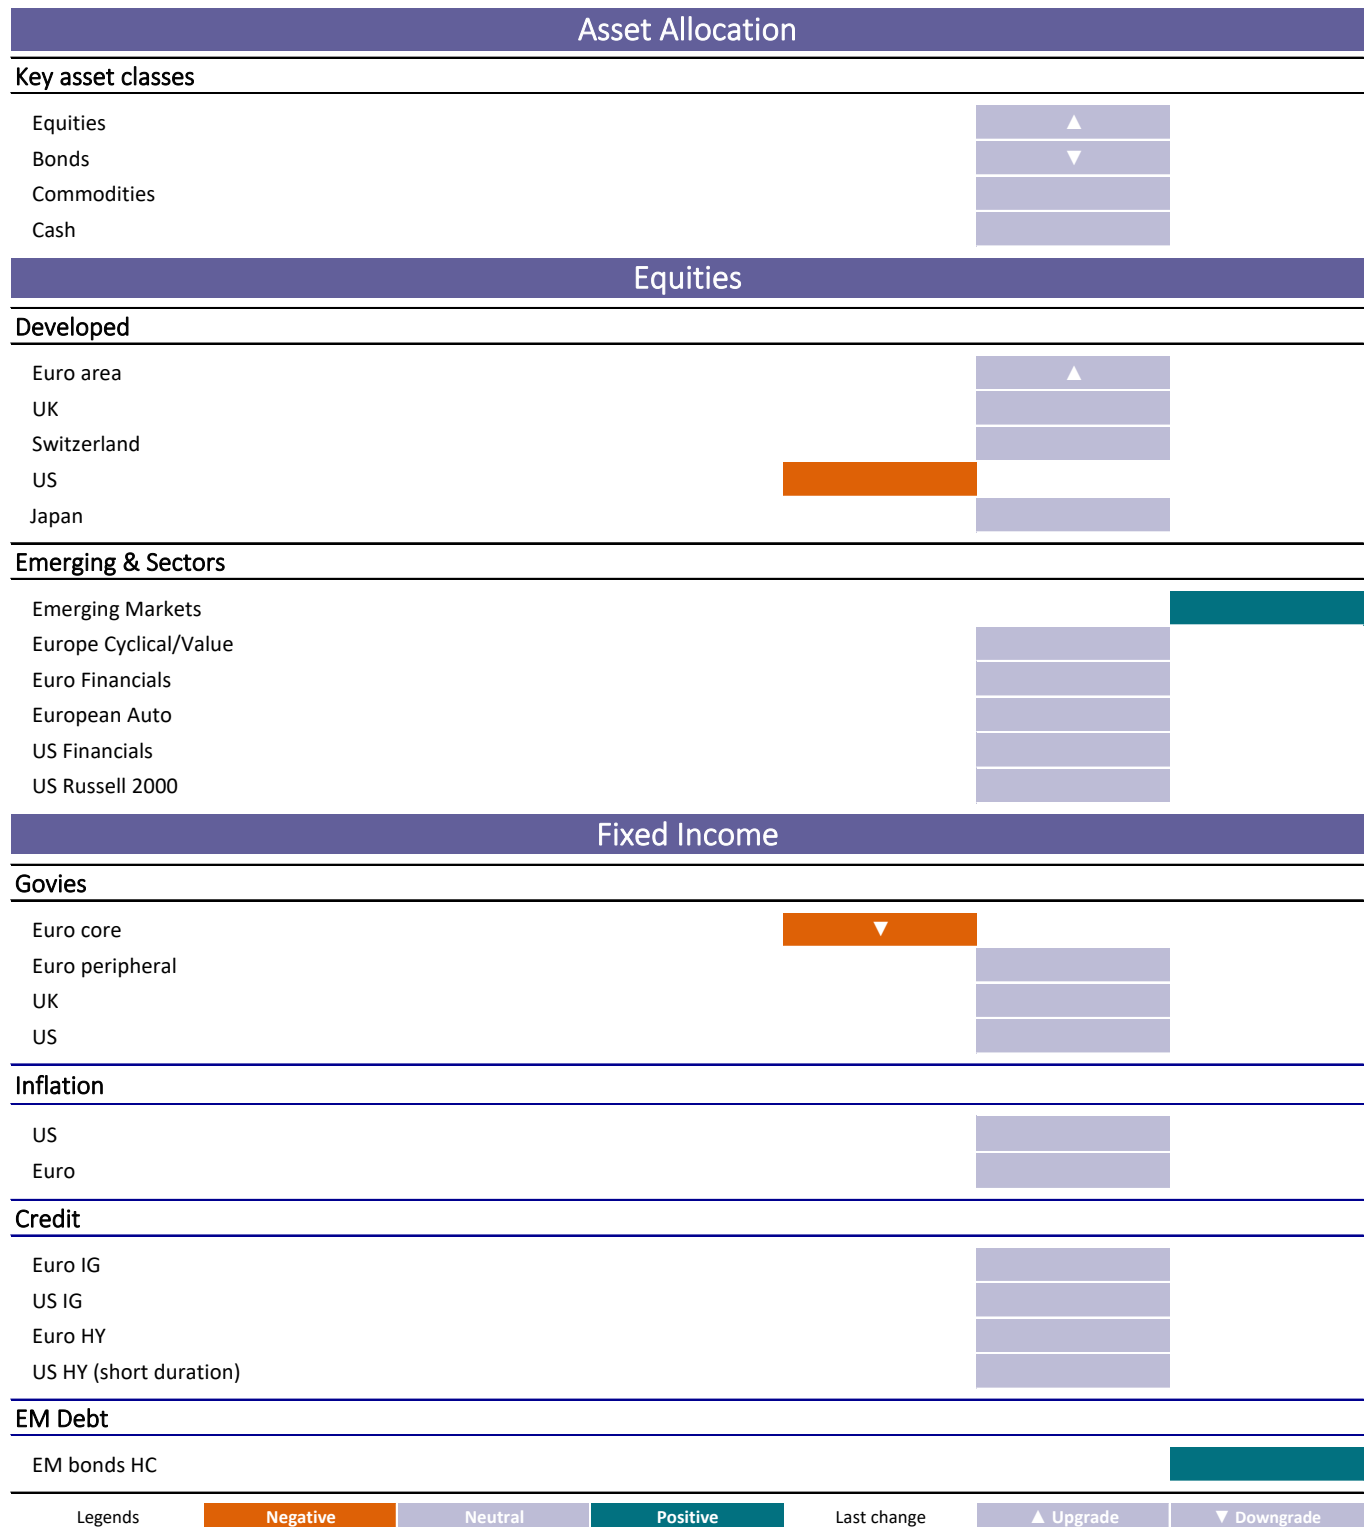 Asset Allocation
Key asset classes
Equities ▲
Bonds ▼
Commodities
Cash
Equities
Developed
Euro area ▲
UK
Switzerland
US
Japan
Emerging & Sectors
Emerging Markets
Europe Cyclical/Value
Euro Financials
European Auto
US Financials
US Russell 2000
Fixed Income
Govies
Euro core ▼
Euro peripheral
UK
US
Inflation
US
Euro
Credit
Euro IG
US IG
Euro HY
US HY (short duration)
EM Debt
EM bonds HC
Legends Negative Neutral Positive Last change ▲ Upgrade ▼ Downgrade